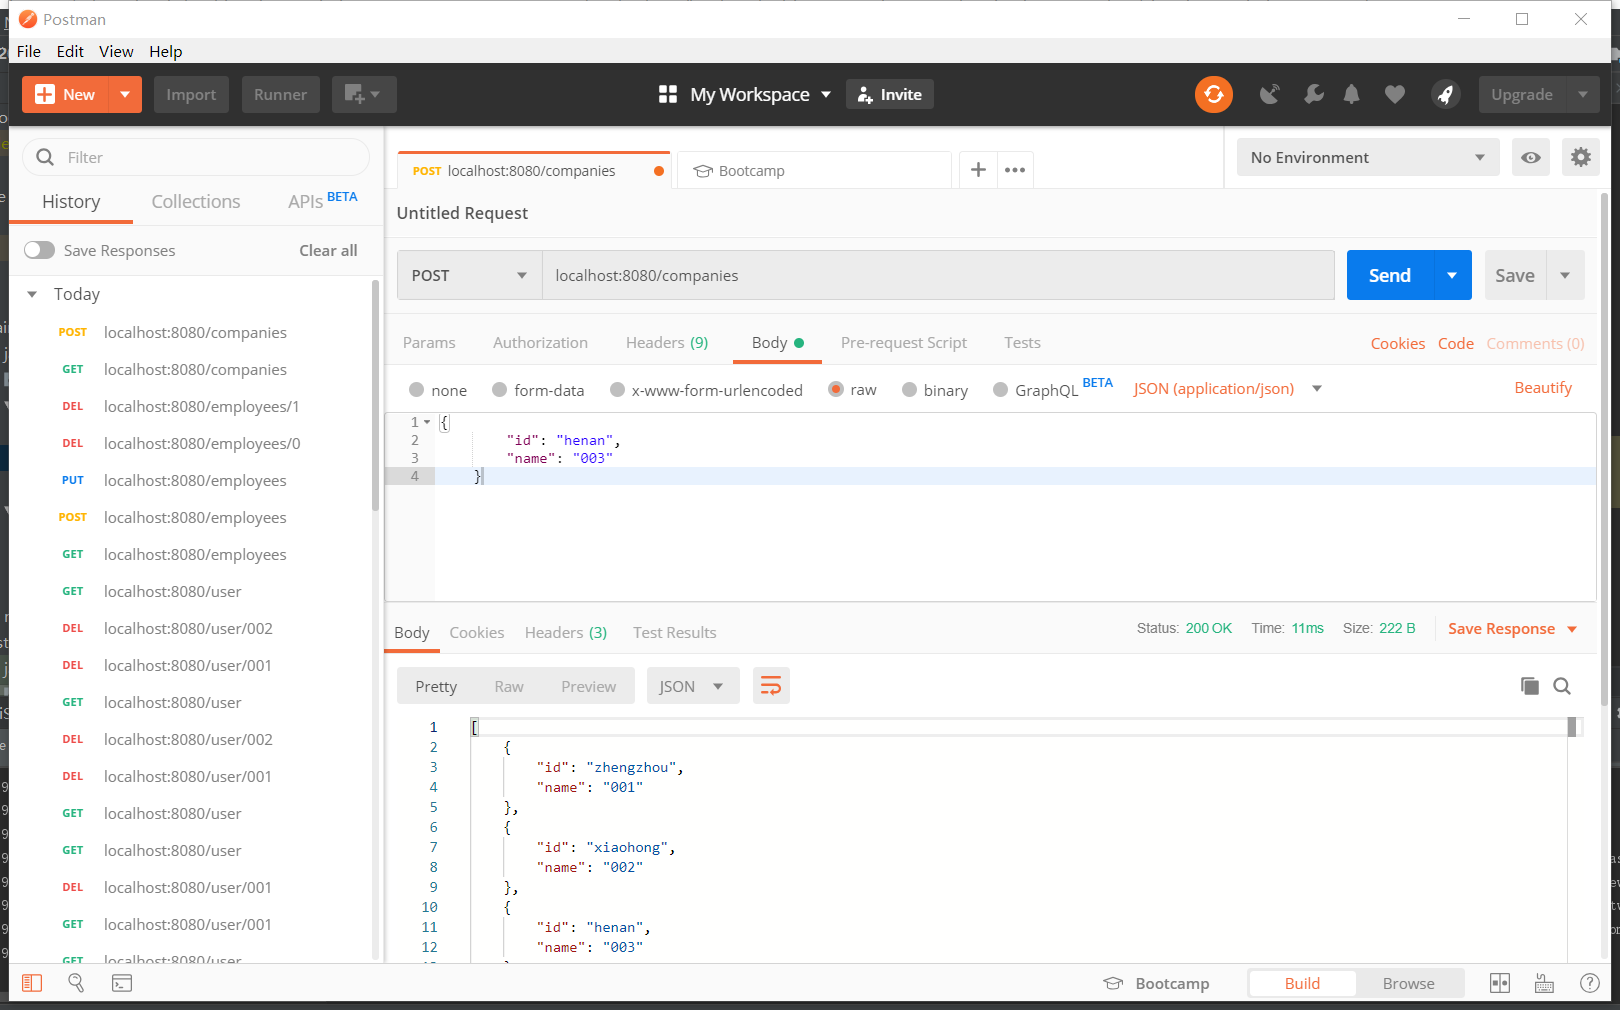 Postman
File Edit View Help
New Import Runner My Workspace Invite Upgrade
Filter
History Collections APIs BETA
Save Responses Clear all
Today
POST localhost:8080/companies
GET localhost:8080/companies
DEL localhost:8080/employees/1
DEL localhost:8080/employees/0
PUT localhost:8080/employees
POST localhost:8080/employees
GET localhost:8080/employees
GET localhost:8080/user
DEL localhost:8080/user/002
DEL localhost:8080/user/001
GET localhost:8080/user
DEL localhost:8080/user/002
DEL localhost:8080/user/001
GET localhost:8080/user
GET localhost:8080/user
DEL localhost:8080/user/001
GET localhost:8080/user/001
GET localhost:8080/user
POST localhost:8080/companies Bootcamp
No Environment
Untitled Request
POST localhost:8080/companies Send Save
Params Authorization Headers (9) Body Pre-request Script Tests Cookies Code Comments (0)
none form-data x-www-form-urlencoded raw binary GraphQL BETA JSON (application/json) Beautify
1 {
2 "id": "henan",
3 "name": "003"
4 }
Body Cookies Headers (3) Test Results Status: 200 OK Time: 11ms Size: 222 B Save Response
Pretty Raw Preview JSON
1 [
2 {
3 "id": "zhengzhou",
4 "name": "001"
5 },
6 {
7 "id": "xiaohong",
8 "name": "002"
9 },
10 {
11 "id": "henan",
12 "name": "003"
Bootcamp Build Browse